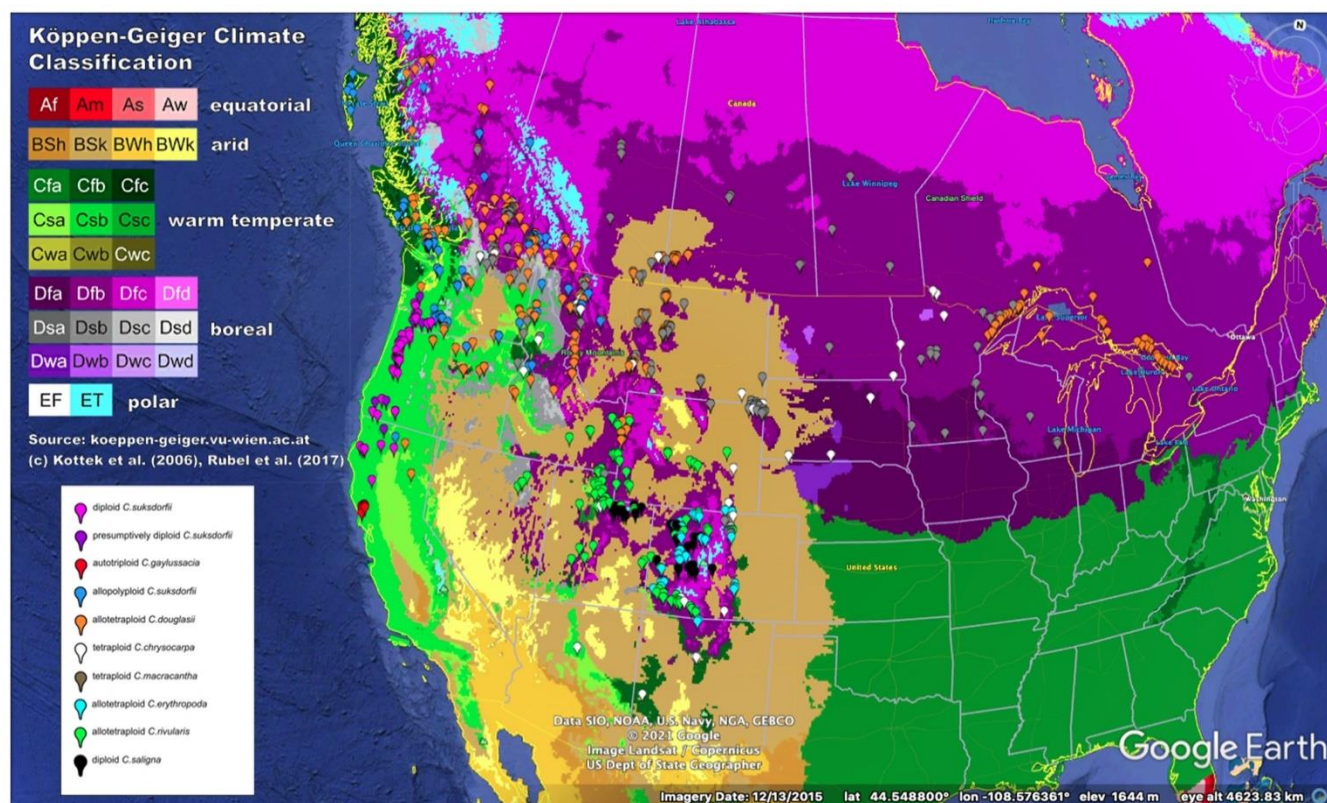 Köppen-Geiger Climate
Classification
Af Am As Aw equatorial
BSh BSk BWh BWk arid
Cfa Cfb Cfc
Csa Csb Csc warm temperate
Cwa Cwb Cwc
Dfa Dfb Dfc Dfd
Dsa Dsb Dsc Dsd boreal
Dwa Dwb Dwc Dwd
EF ET polar
Source: koeppen-geiger.vu-wien.ac.at
(c) Kottek et al. (2006), Rubel et al. (2017)
diploid C.suksdorfii
presumptively diploid C.suksdorfii
autotriploid C.gaylussacia
allopolyploid C.suksdorfii
allotetraploid C.douglasii
tetraploid C.chrysocarpa
tetraploid C.macracantha
allotetraploid C.erythropoda
allotetraploid C.rivularis
diploid C.saligna
Lake Athabasca
Hudson Bay
N
Canada
Lake Winnipeg
Canadian Shield
Rocky Mountains
Lake Superior
Ottawa
Lake Huron
Lake Ontario
Lake Michigan
Lake Erie
Washington
United States
Data SIO, NOAA, U.S. Navy, NGA, GEBCO
© 2021 Google
Image Landsat / Copernicus
US Dept of State Geographer
Google Earth
Imagery Date: 12/13/2015 lat 44.548800° lon -108.576361° elev 1644 m eye alt 4623.83 km